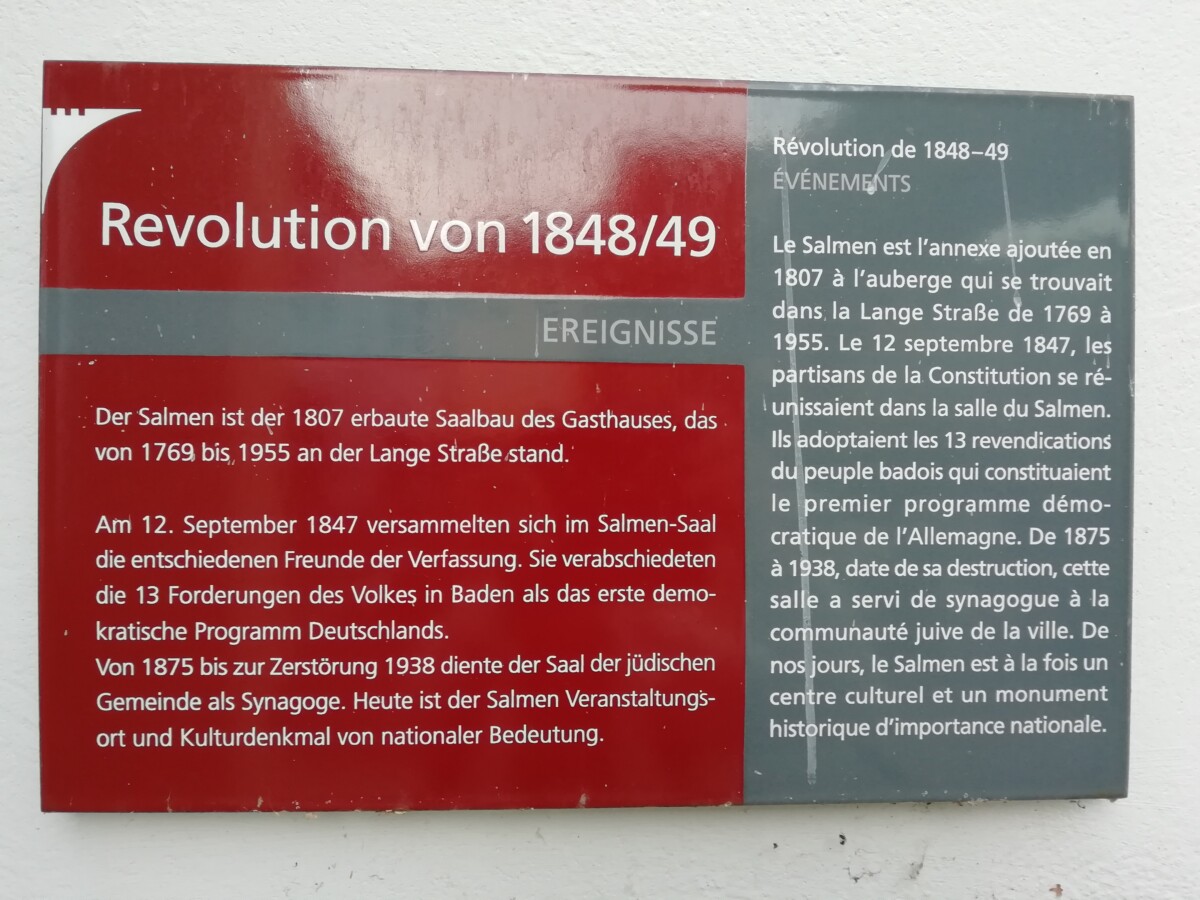 Revolution von 1848/49
EREIGNISSE
Der Salmen ist der 1807 erbaute Saalbau des Gasthauses, das
von 1769 bis 1955 an der Lange Straße stand.
Am 12. September 1847 versammelten sich im Salmen-Saal
die entschiedenen Freunde der Verfassung. Sie verabschiedeten
die 13 Forderungen des Volkes in Baden als das erste demo-
kratische Programm Deutschlands.
Von 1875 bis zur Zerstörung 1938 diente der Saal der jüdischen
Gemeinde als Synagoge. Heute ist der Salmen Veranstaltungs-
ort und Kulturdenkmal von nationaler Bedeutung.
Révolution de 1848–49
ÉVÉNEMENTS
Le Salmen est l’annexe ajoutée en
1807 à l’auberge qui se trouvait
dans la Lange Straße de 1769 à
1955. Le 12 septembre 1847, les
partisans de la Constitution se ré-
unissaient dans la salle du Salmen.
Ils adoptaient les 13 revendications
du peuple badois qui constituaient
le premier programme démo-
cratique de l’Allemagne. De 1875
à 1938, date de sa destruction, cette
salle a servi de synagogue à la
communauté juive de la ville. De
nos jours, le Salmen est à la fois un
centre culturel et un monument
historique d’importance nationale.